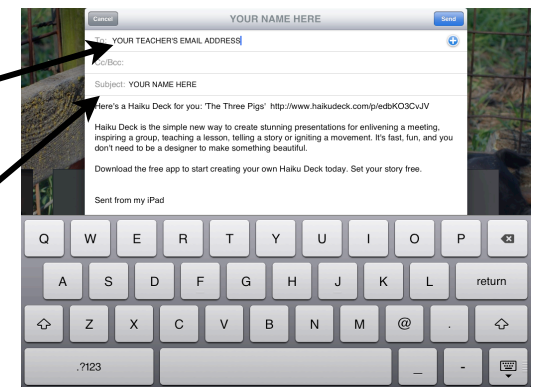 Cancel YOUR NAME HERE Send
To: YOUR TEACHER'S EMAIL ADDRESS
Cc/Bcc:
Subject: YOUR NAME HERE
Here's a Haiku Deck for you: 'The Three Pigs' http://www.haikudeck.com/p/edbKO3CvJV
Haiku Deck is the simple new way to create stunning presentations for enlivening a meeting,
inspiring a group, teaching a lesson, telling a story or igniting a movement. It's fast, fun, and you
don't need to be a designer to make something beautiful.
Download the free app to start creating your own Haiku Deck today. Set your story free.
Sent from my iPad
Q W E R T Y U I O P
A S D F G H J K L return
Z X C V B N M @ .
.?123 _ -